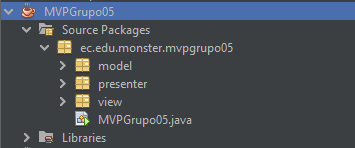 MVPGrupo05
Source Packages
ec.edu.monster.mvpgrupo05
model
presenter
view
MVPGrupo05.java
Libraries